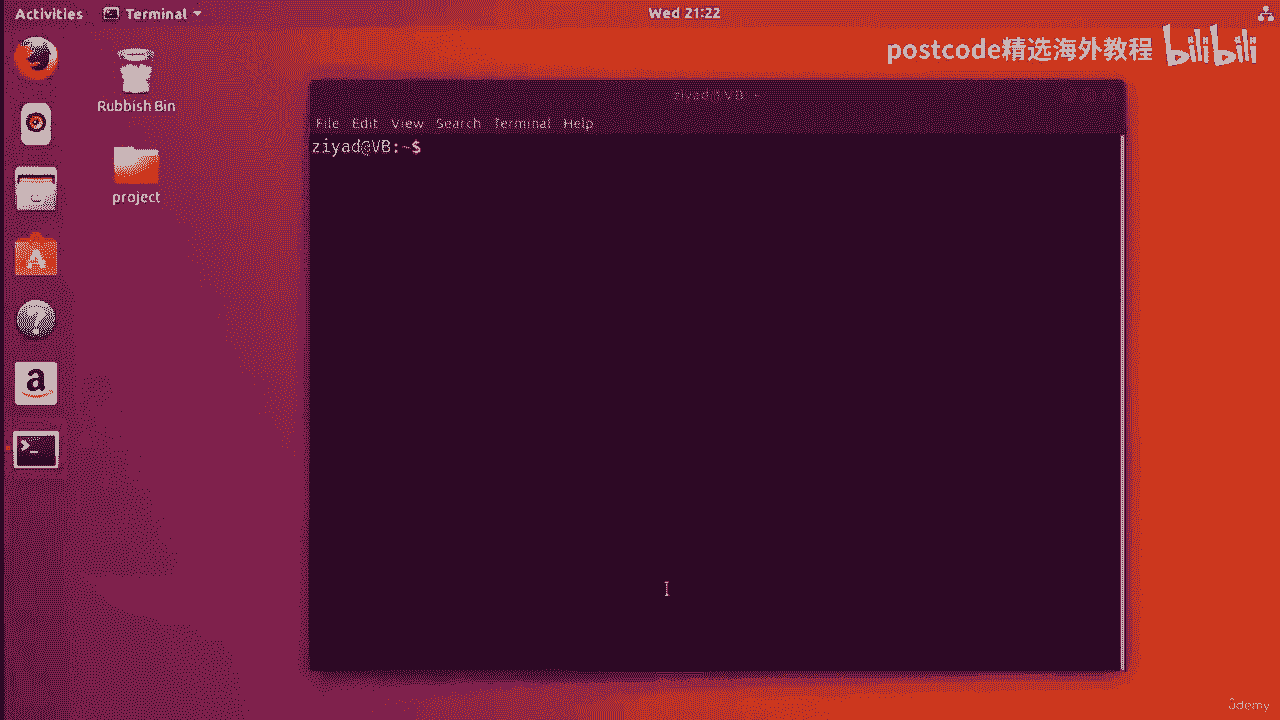 Activities Terminal Wed 21:22
postcode精选海外教程 bilibili
Rubbish Bin
project
ziyad@VB: ~
File Edit View Search Terminal Help
ziyad@VB:~$
a
ûdemy